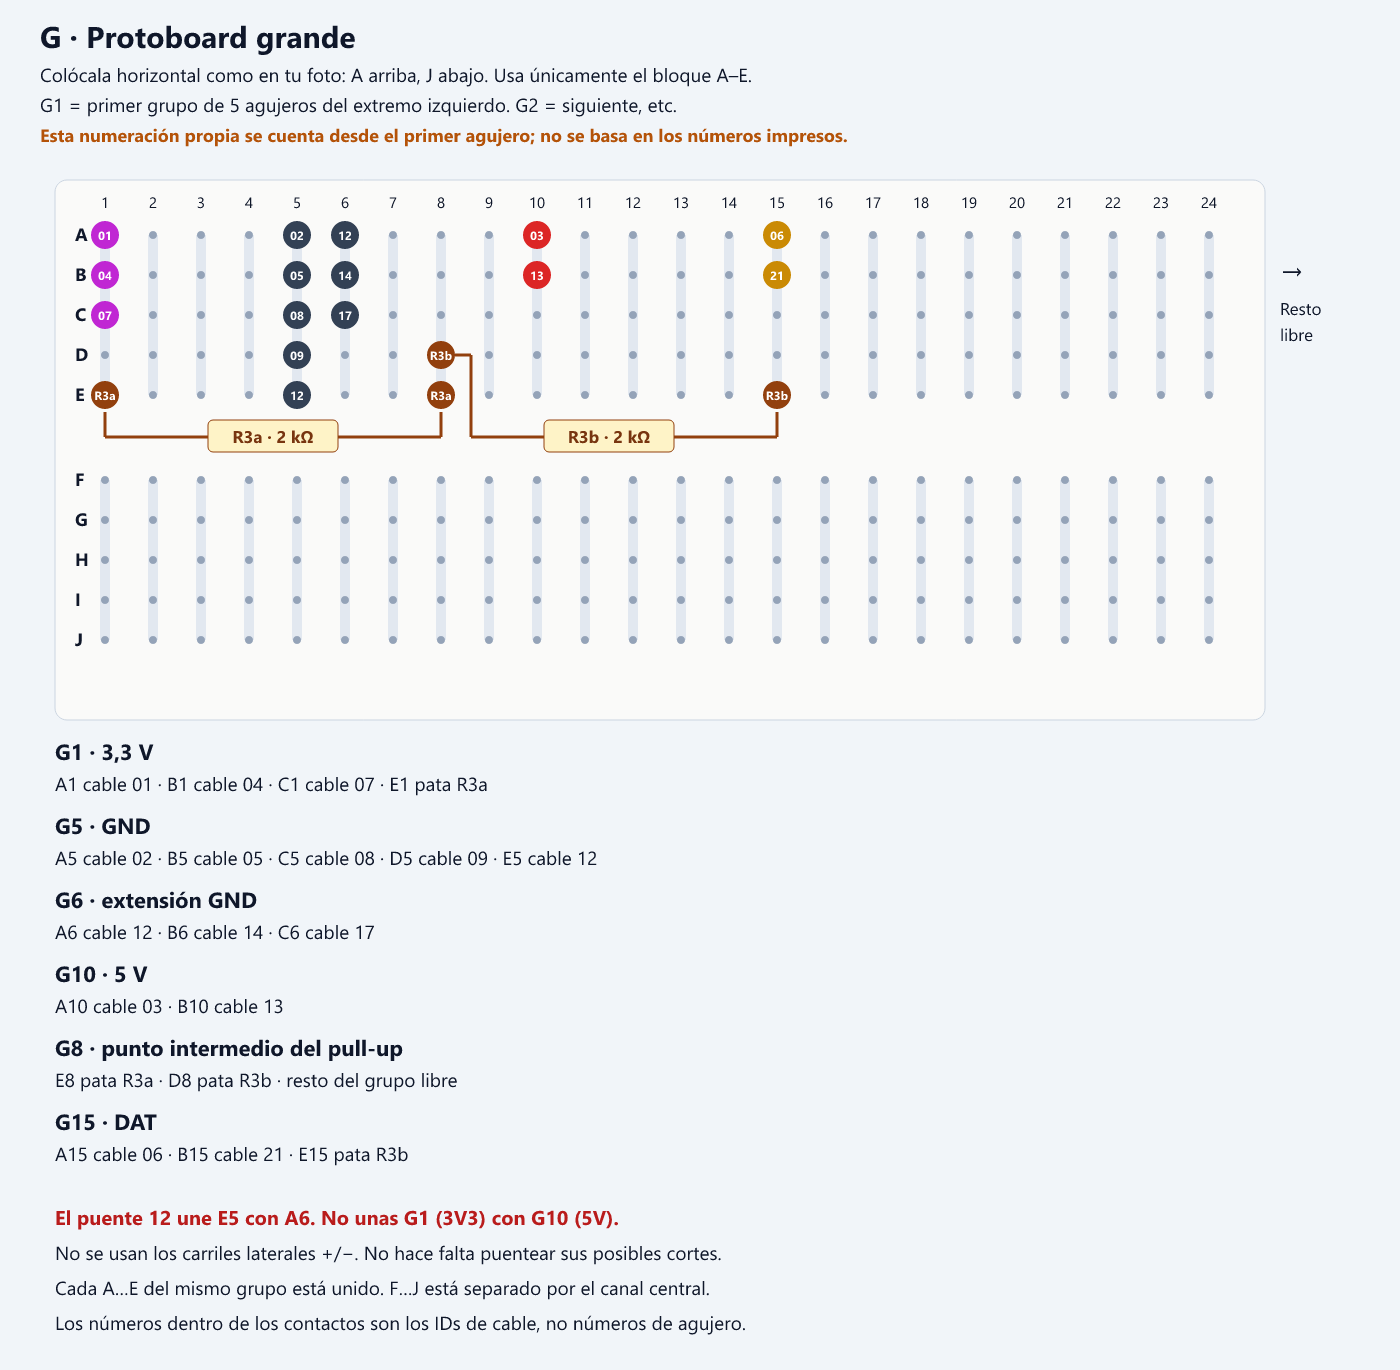 G · Protoboard grande
Colócala horizontal como en tu foto: A arriba, J abajo. Usa únicamente el bloque A–E.
G1 = primer grupo de 5 agujeros del extremo izquierdo. G2 = siguiente, etc.
Esta numeración propia se cuenta desde el primer agujero; no se basa en los números impresos.
1 2 3 4 5 6 7 8 9 10 11 12 13 14 15 16 17 18 19 20 21 22 23 24
A 01 02 12 03 06
B 04 05 14 13 21 →
C 07 08 17 Resto
libre
D 09 R3b
E R3a 12 R3a R3b
R3a · 2 kΩ R3b · 2 kΩ
F
G
H
I
J
G1 · 3,3 V
A1 cable 01 · B1 cable 04 · C1 cable 07 · E1 pata R3a
G5 · GND
A5 cable 02 · B5 cable 05 · C5 cable 08 · D5 cable 09 · E5 cable 12
G6 · extensión GND
A6 cable 12 · B6 cable 14 · C6 cable 17
G10 · 5 V
A10 cable 03 · B10 cable 13
G8 · punto intermedio del pull-up
E8 pata R3a · D8 pata R3b · resto del grupo libre
G15 · DAT
A15 cable 06 · B15 cable 21 · E15 pata R3b
El puente 12 une E5 con A6. No unas G1 (3V3) con G10 (5V).
No se usan los carriles laterales +/−. No hace falta puentear sus posibles cortes.
Cada A…E del mismo grupo está unido. F…J está separado por el canal central.
Los números dentro de los contactos son los IDs de cable, no números de agujero.